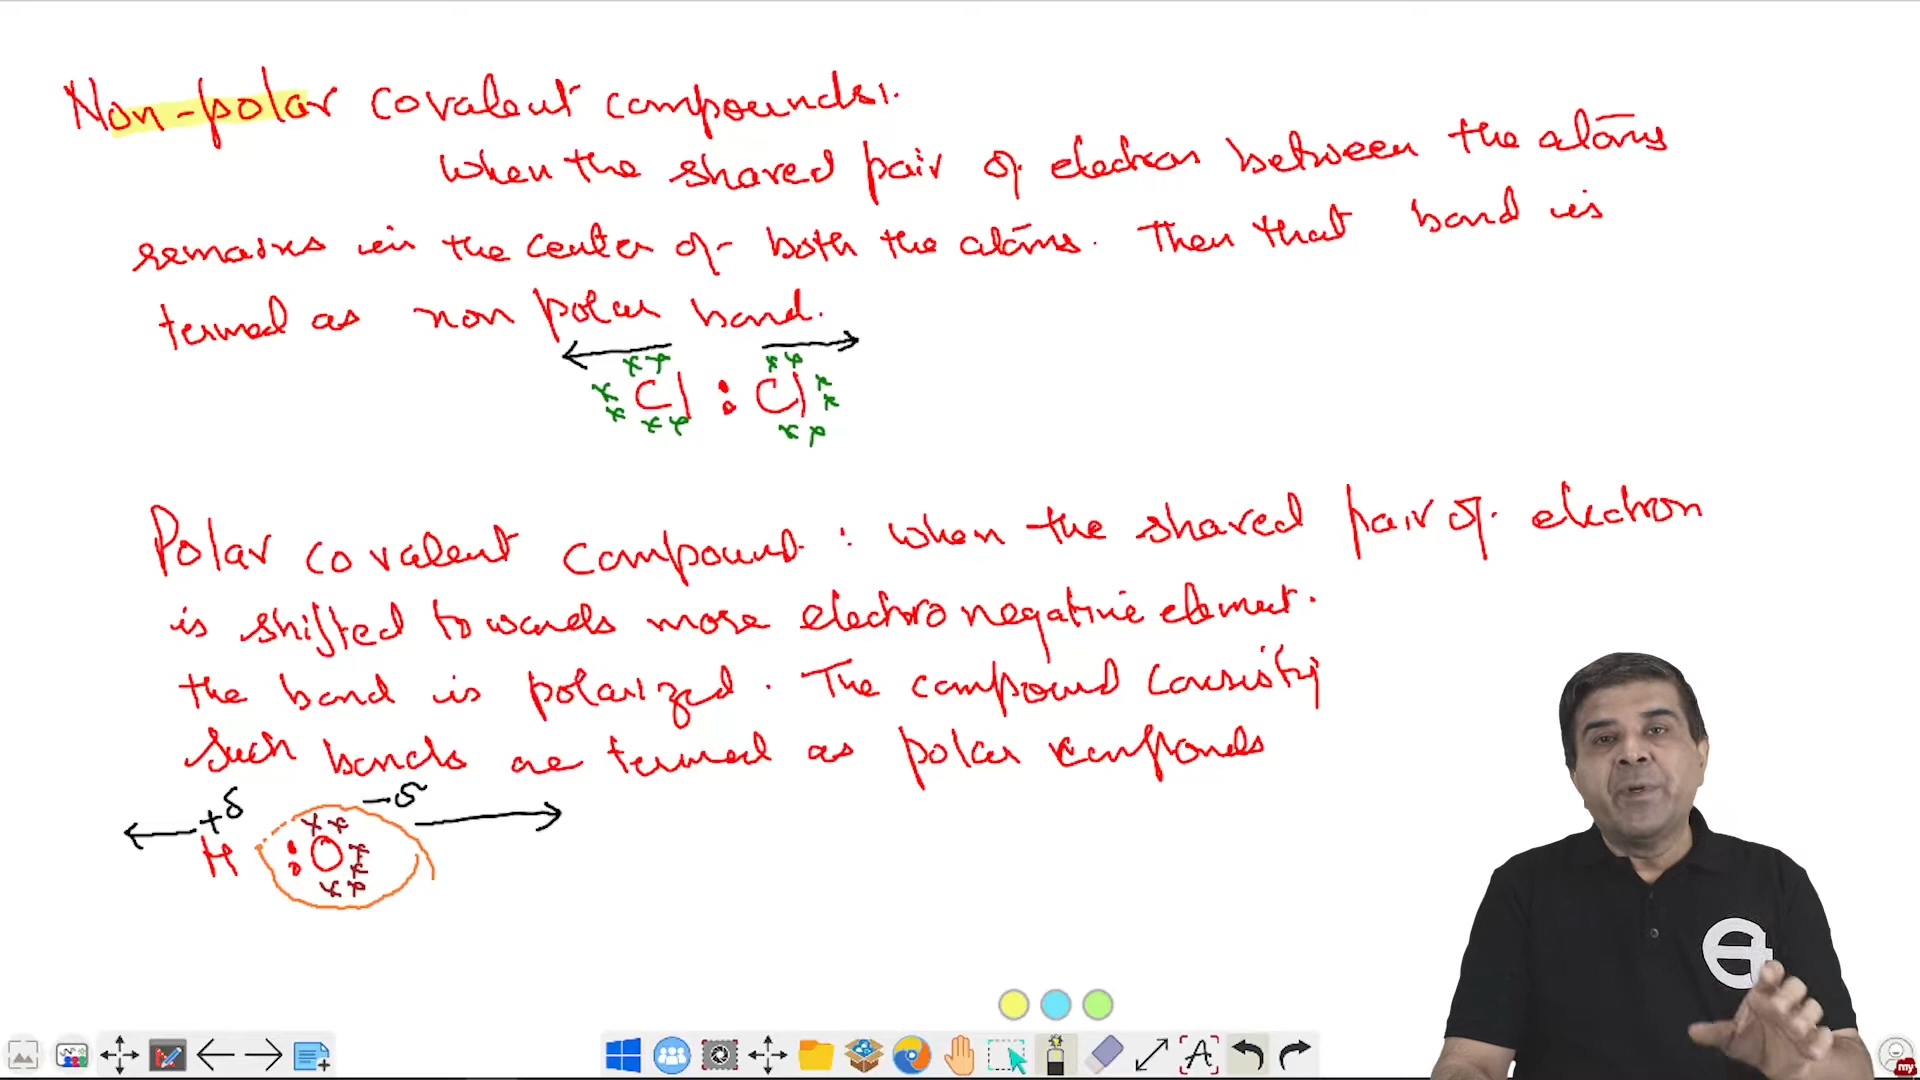 Non-polar covalent compounds:.
When the shared pair of electron between the atoms
remains in the center of both the atoms. Then that bond is
termed as non polar bond.
Cl : Cl
Polar covalent compound : When the shared pair of electron
is shifted towards more electronegative element.
the bond is polarized. The compound consisting
such bonds are termed as polar compounds
+δ -δ
H : O
A
my